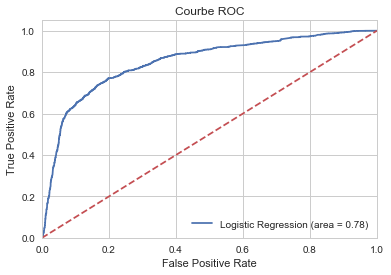 Courbe ROC
True Positive Rate
1.0
0.8
0.6
0.4
0.2
0.0
Logistic Regression (area = 0.78)
0.0 0.2 0.4 0.6 0.8 1.0
False Positive Rate